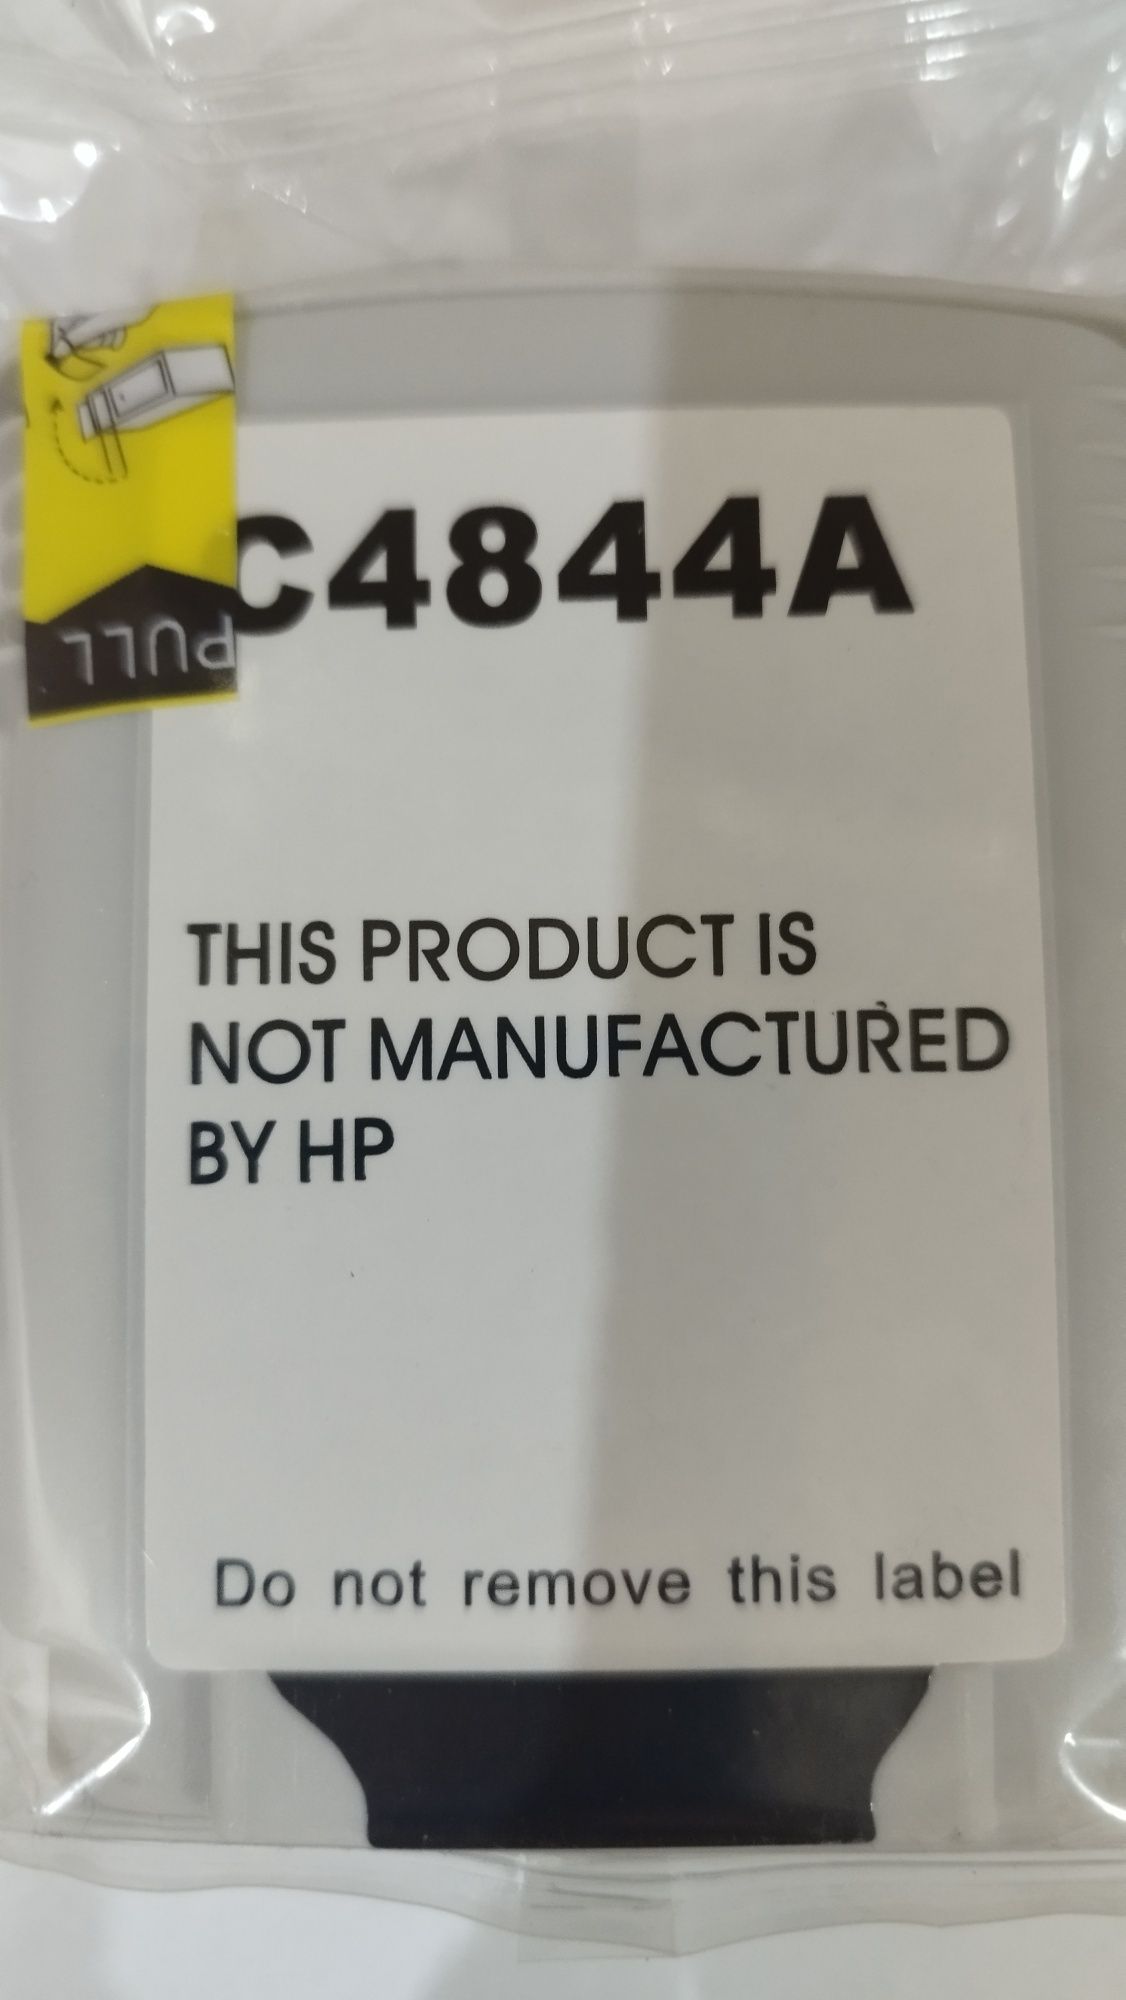 C4844A
PULL
THIS PRODUCT IS
NOT MANUFACTURED
BY HP
Do not remove this label